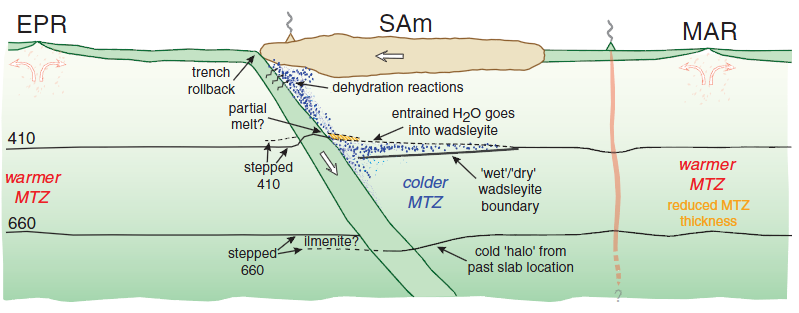 EPR
SAm
MAR
trench
rollback
dehydration reactions
partial
melt?
entrained H2O goes
into wadsleyite
410
stepped
410
warmer
MTZ
colder
MTZ
'wet'/'dry'
wadsleyite
boundary
warmer
MTZ
reduced MTZ
thickness
660
ilmenite?
stepped
660
cold 'halo' from
past slab location
?